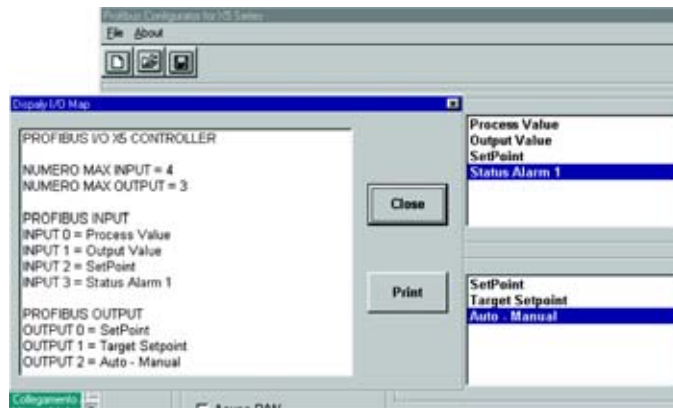 Profibus Configurator for X5 Series
File About
Dispaly I/O Map
PROFIBUS I/O X5 CONTROLLER
NUMERO MAX INPUT = 4
NUMERO MAX OUTPUT = 3
PROFIBUS INPUT
INPUT 0 = Process Value
INPUT 1 = Output Value
INPUT 2 = SetPoint
INPUT 3 = Status Alarm 1
PROFIBUS OUTPUT
OUTPUT 0 = SetPoint
OUTPUT 1 = Target Setpoint
OUTPUT 2 = Auto - Manual
Close
Print
Process Value
Output Value
SetPoint
Status Alarm 1
SetPoint
Target Setpoint
Auto - Manual
Collegamento